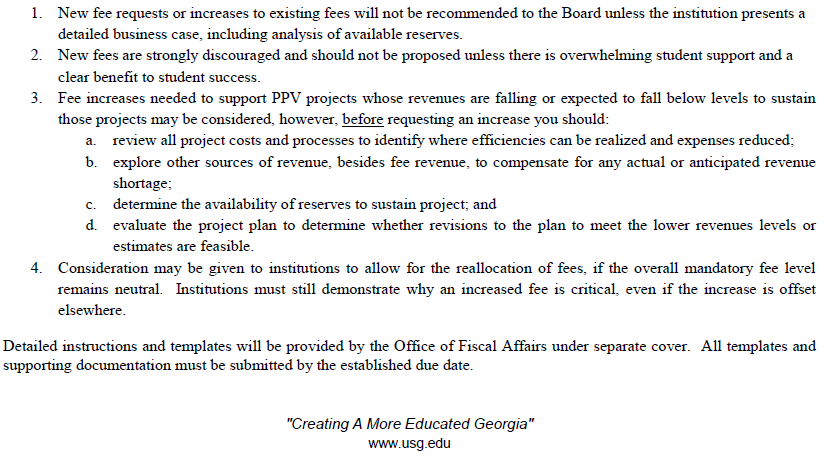 1. New fee requests or increases to existing fees will not be recommended to the Board unless the institution presents a
detailed business case, including analysis of available reserves.
2. New fees are strongly discouraged and should not be proposed unless there is overwhelming student support and a
clear benefit to student success.
3. Fee increases needed to support PPV projects whose revenues are falling or expected to fall below levels to sustain
those projects may be considered, however, before requesting an increase you should:
a. review all project costs and processes to identify where efficiencies can be realized and expenses reduced;
b. explore other sources of revenue, besides fee revenue, to compensate for any actual or anticipated revenue
shortage;
c. determine the availability of reserves to sustain project; and
d. evaluate the project plan to determine whether revisions to the plan to meet the lower revenues levels or
estimates are feasible.
4. Consideration may be given to institutions to allow for the reallocation of fees, if the overall mandatory fee level
remains neutral. Institutions must still demonstrate why an increased fee is critical, even if the increase is offset
elsewhere.
Detailed instructions and templates will be provided by the Office of Fiscal Affairs under separate cover. All templates and
supporting documentation must be submitted by the established due date.
"Creating A More Educated Georgia"
www.usg.edu